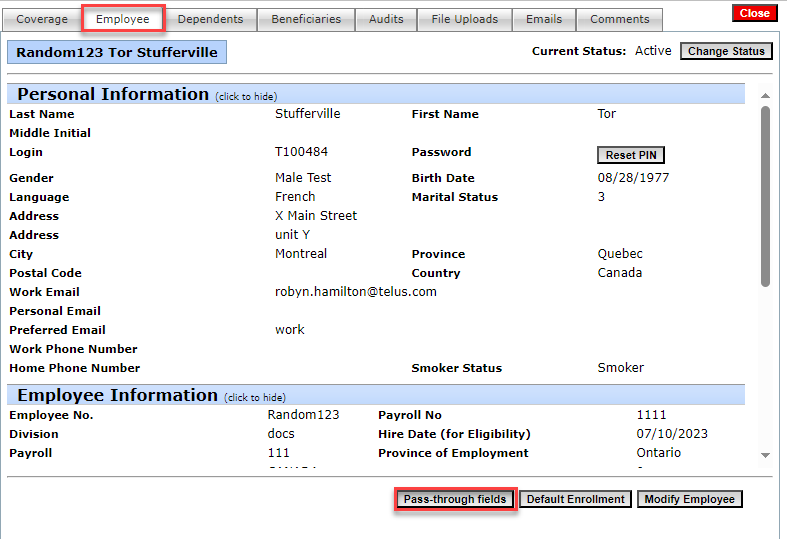 Coverage Employee Dependents Beneficiaries Audits File Uploads Emails Comments Close
Random123 Tor Stufferville Current Status: Active Change Status
Personal Information (click to hide)
Last Name Stufferville First Name Tor
Middle Initial
Login T100484 Password Reset PIN
Gender Male Test Birth Date 08/28/1977
Language French Marital Status 3
Address X Main Street
Address unit Y
City Montreal Province Quebec
Postal Code Country Canada
Work Email robyn.hamilton@telus.com
Personal Email
Preferred Email work
Work Phone Number
Home Phone Number Smoker Status Smoker
Employee Information (click to hide)
Employee No. Random123 Payroll No 1111
Division docs Hire Date (for Eligibility) 07/10/2023
Payroll 111 Province of Employment Ontario
Pass-through fields Default Enrollment Modify Employee